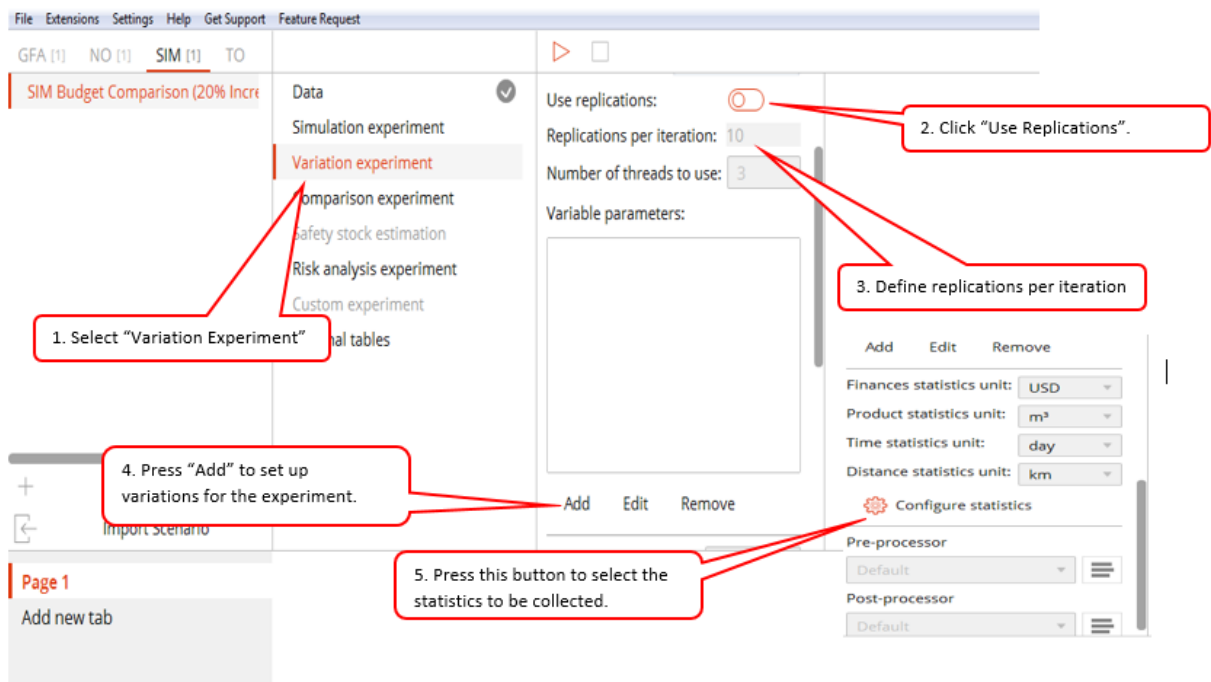 File Extensions Settings Help Get Support Feature Request
GFA [1] NO [1] SIM [1] TO
SIM Budget Comparison (20% Incre
Data
Simulation experiment
Variation experiment
omparison experiment
afety stock estimation
Risk analysis experiment
Custom experiment
nal tables
1. Select “Variation Experiment”
Use replications:
Replications per iteration: 10
Number of threads to use: 3
Variable parameters:
2. Click “Use Replications”.
3. Define replications per iteration
4. Press “Add” to set up
variations for the experiment.
Add Edit Remove
Import Scenario
5. Press this button to select the
statistics to be collected.
Page 1
Add new tab
Add Edit Remove
Finances statistics unit: USD
Product statistics unit: m³
Time statistics unit: day
Distance statistics unit: km
Configure statistics
Pre-processor
Default
Post-processor
Default